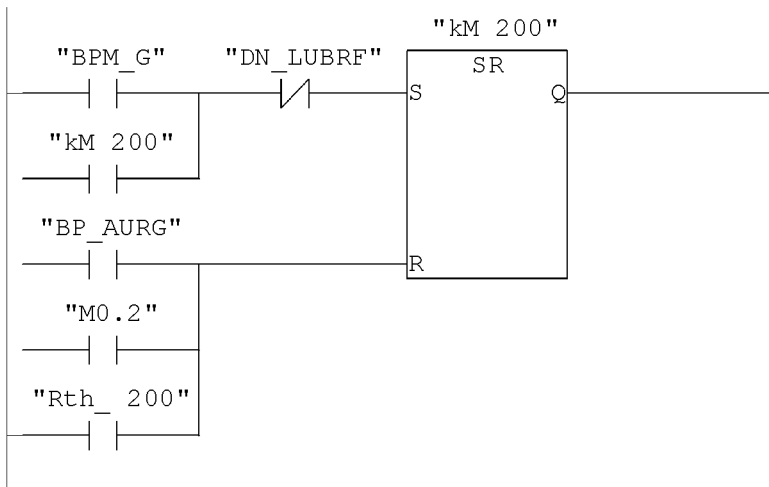 "kM 200"
"BPM_G" "DN_LUBRF" SR
S Q
"kM 200"
"BP_AURG"
R
"M0.2"
"Rth_ 200"